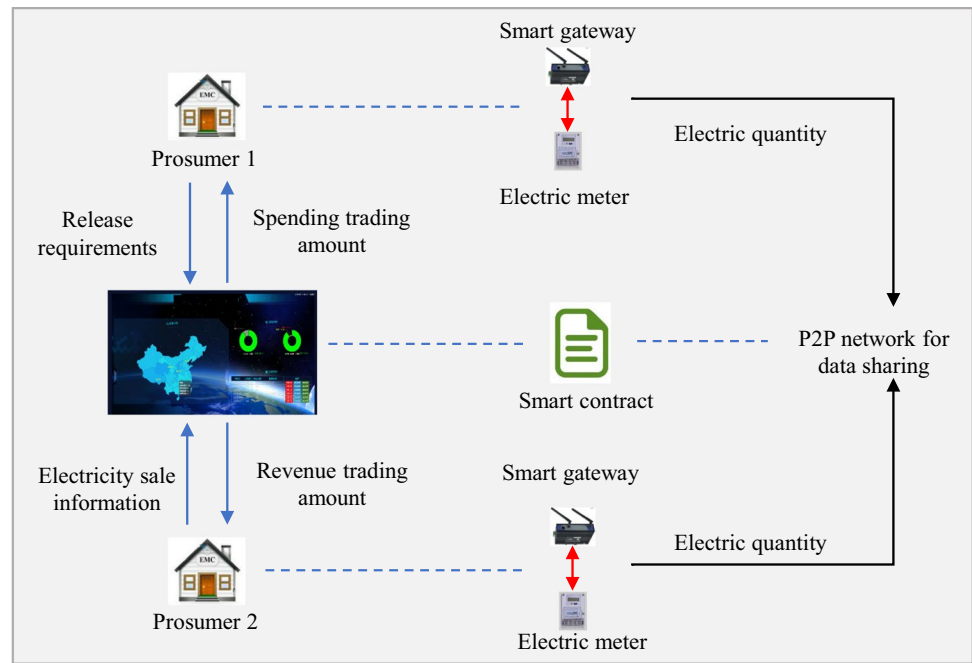 Smart gateway
EMC
Prosumer 1
Electric quantity
Electric meter
Release
requirements
Spending trading
amount
P2P network for
data sharing
Smart contract
Electricity sale
information
Revenue trading
amount
Smart gateway
EMC
Prosumer 2
Electric quantity
Electric meter